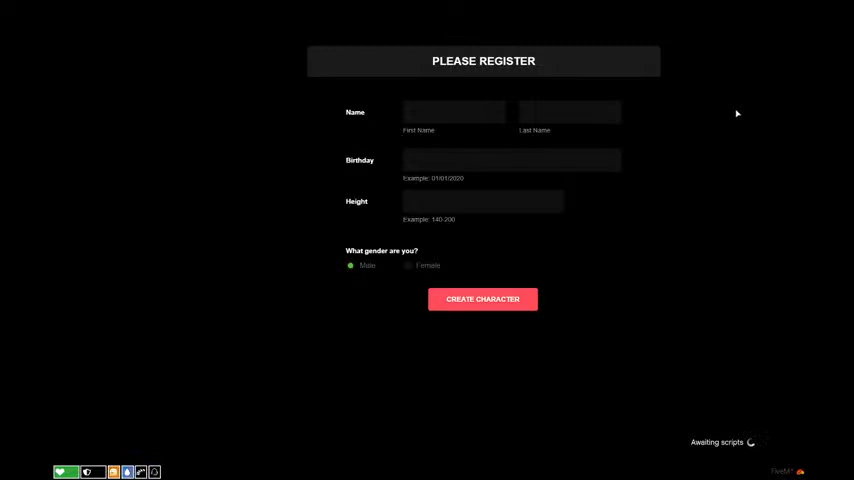 PLEASE REGISTER
Name
First Name
Last Name
Birthday
Example: 01/01/2020
Height
Example: 140-200
What gender are you?
Male
Female
CREATE CHARACTER
Awaiting scripts
FiveM